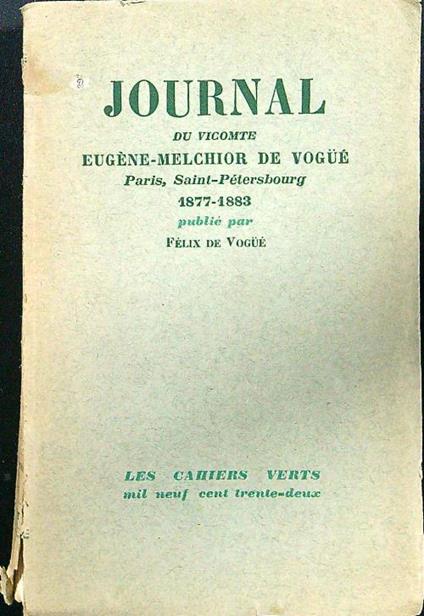 JOURNAL
DU VICOMTE
EUGÈNE-MELCHIOR DE VOGÜÉ
Paris, Saint-Pétersbourg
1877-1883
publié par
FÉLIX DE VOGÜÉ
LES CAHIERS VERTS
mil neuf cent trente-deux